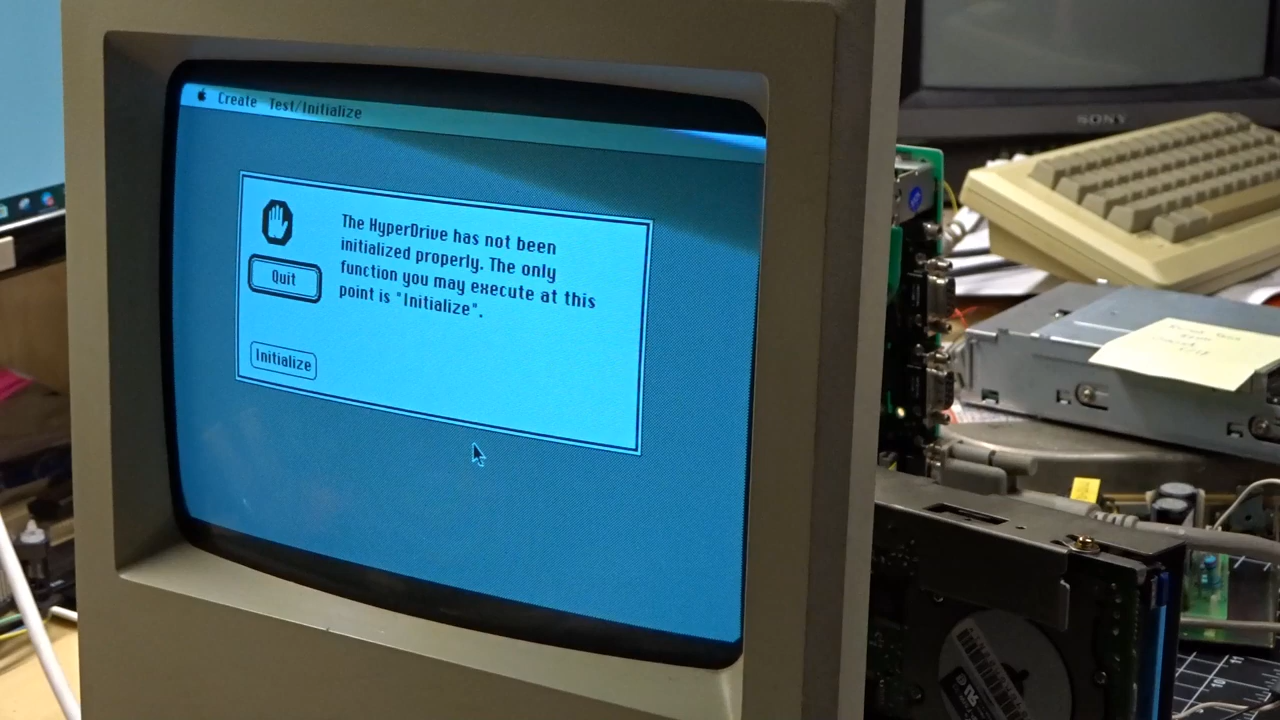 Create Test/Initialize
The HyperDrive has not been
initialized properly. The only
function you may execute at this
point is "Initialize".
Quit
Initialize
SONY